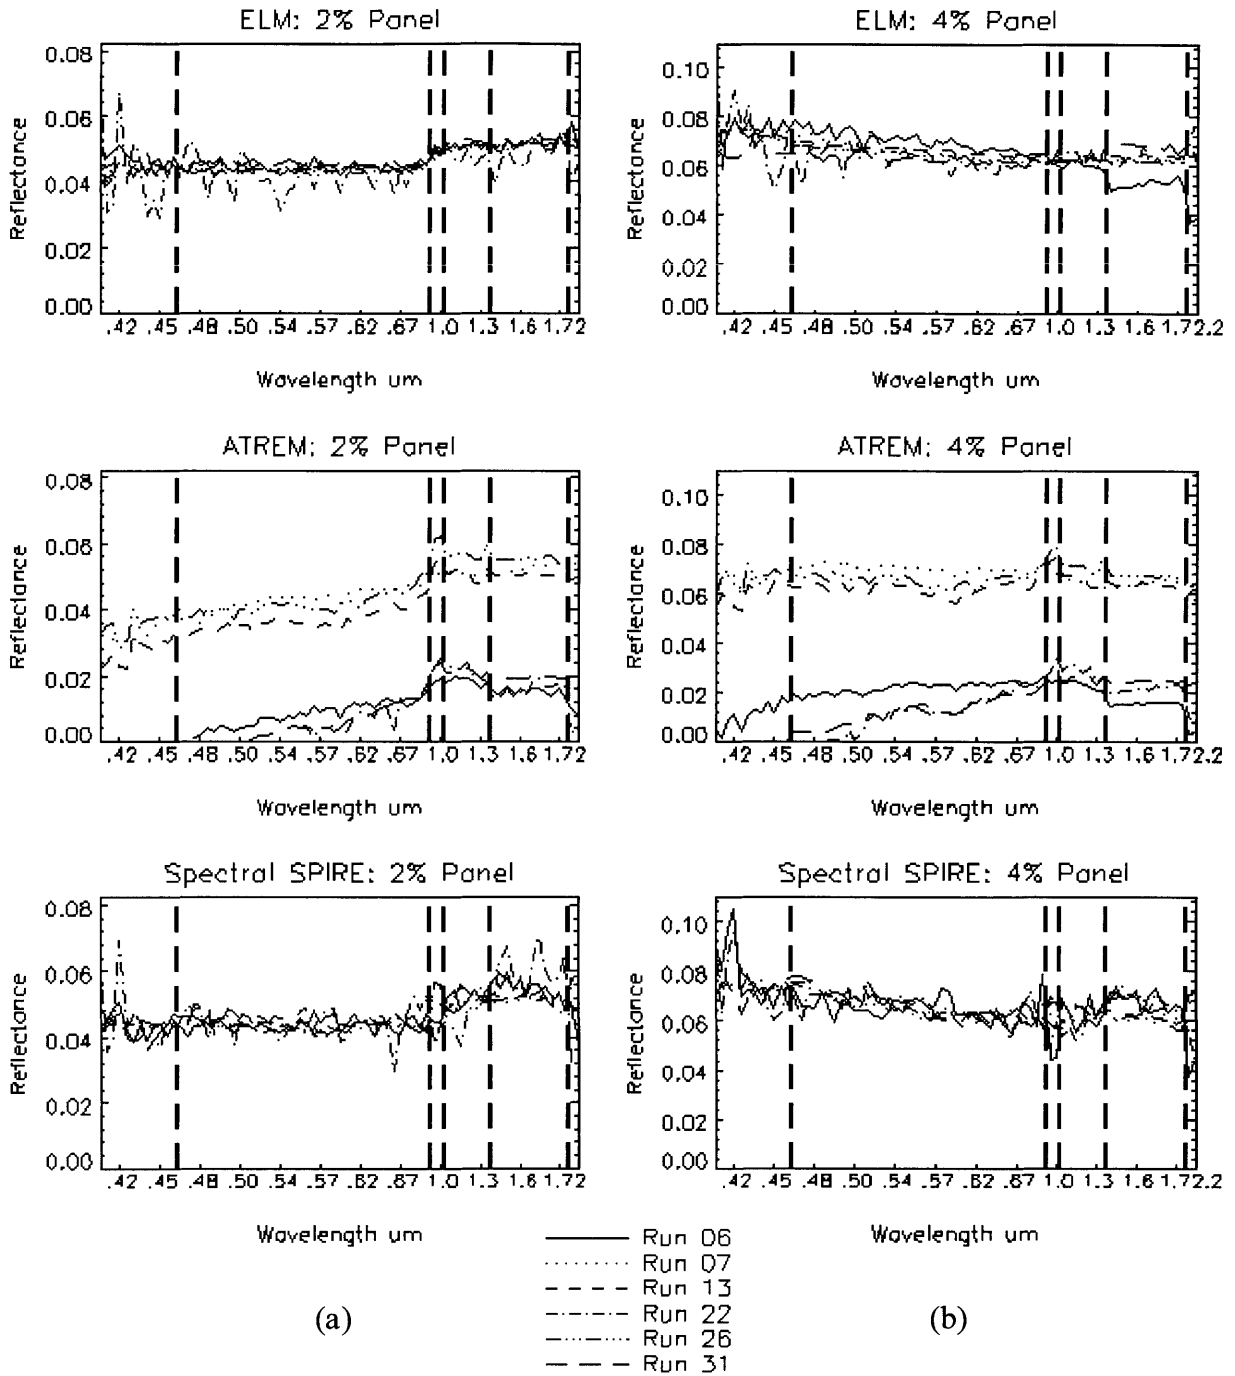 ELM: 2% Panel
0.08
0.06
0.04
0.02
0.00
Reflectance
.42 .45 .48 .50 .54 .57 .62 .67 1.0 1.3 1.6 1.72
Wavelength um
ELM: 4% Panel
0.10
0.08
0.06
0.04
0.02
0.00
Reflectance
.42 .45 .48 .50 .54 .57 .62 .67 1.0 1.3 1.6 1.72.2
Wavelength um
ATREM: 2% Panel
0.08
0.06
0.04
0.02
0.00
Reflectance
.42 .45 .48 .50 .54 .57 .62 .67 1.0 1.3 1.6 1.72
Wavelength um
ATREM: 4% Panel
0.10
0.08
0.06
0.04
0.02
0.00
Reflectance
.42 .45 .48 .50 .54 .57 .62 .67 1.0 1.3 1.6 1.72.2
Wavelength um
Spectral SPIRE: 2% Panel
0.08
0.06
0.04
0.02
0.00
Reflectance
.42 .45 .48 .50 .54 .57 .62 .67 1.0 1.3 1.6 1.72
Wavelength um
Spectral SPIRE: 4% Panel
0.10
0.08
0.06
0.04
0.02
0.00
Reflectance
.42 .45 .48 .50 .54 .57 .62 .67 1.0 1.3 1.6 1.72.2
Wavelength um
Run 06
Run 07
Run 13
Run 22
Run 26
Run 31
(a)
(b)